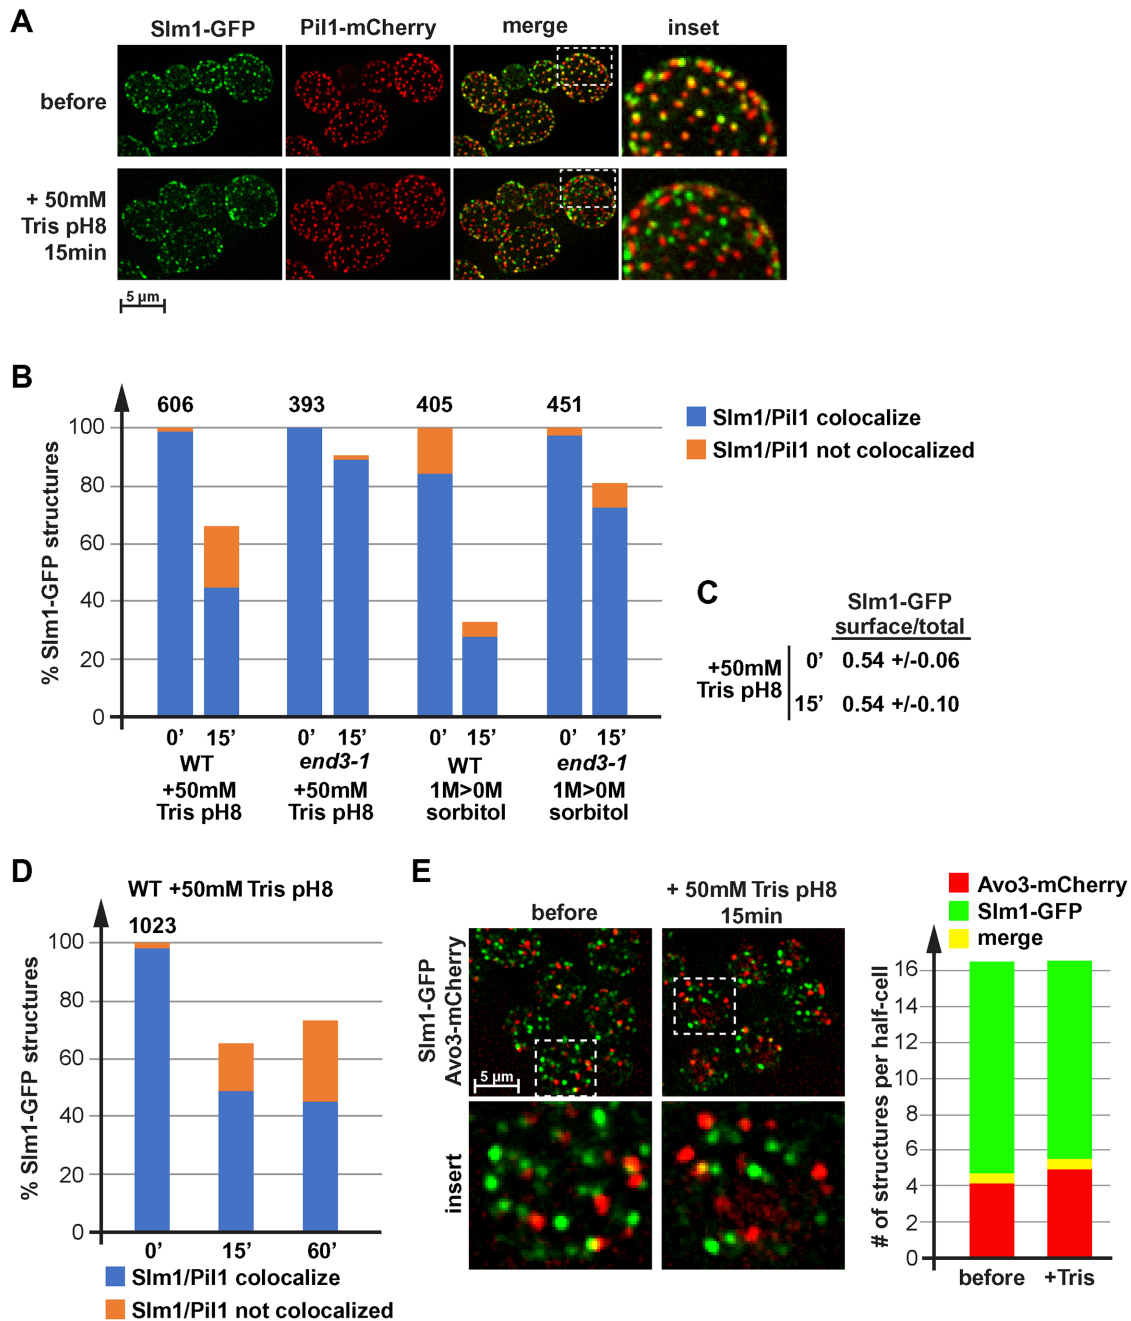 A
Slm1-GFP
Pil1-mCherry
merge
inset
before
+ 50mM
Tris pH8
15min
5 µm
B
606
393
405
451
Slm1/Pil1 colocalize
Slm1/Pil1 not colocalized
% Slm1-GFP structures
100
80
60
40
20
0
0’ 15’ 0’ 15’ 0’ 15’ 0’ 15’
WT
+50mM
Tris pH8
end3-1
+50mM
Tris pH8
WT
1M>0M
sorbitol
end3-1
1M>0M
sorbitol
C
Slm1-GFP
surface/total
+50mM
Tris pH8
0’ 0.54 +/-0.06
15’ 0.54 +/-0.10
D
WT +50mM Tris pH8
1023
% Slm1-GFP structures
100
80
60
40
20
0
0’ 15’ 60’
Slm1/Pil1 colocalize
Slm1/Pil1 not colocalized
E
before
+ 50mM Tris pH8
15min
Slm1-GFP
Avo3-mCherry
5 µm
insert
Avo3-mCherry
Slm1-GFP
merge
# of structures per half-cell
16
14
12
10
8
6
4
2
0
before +Tris